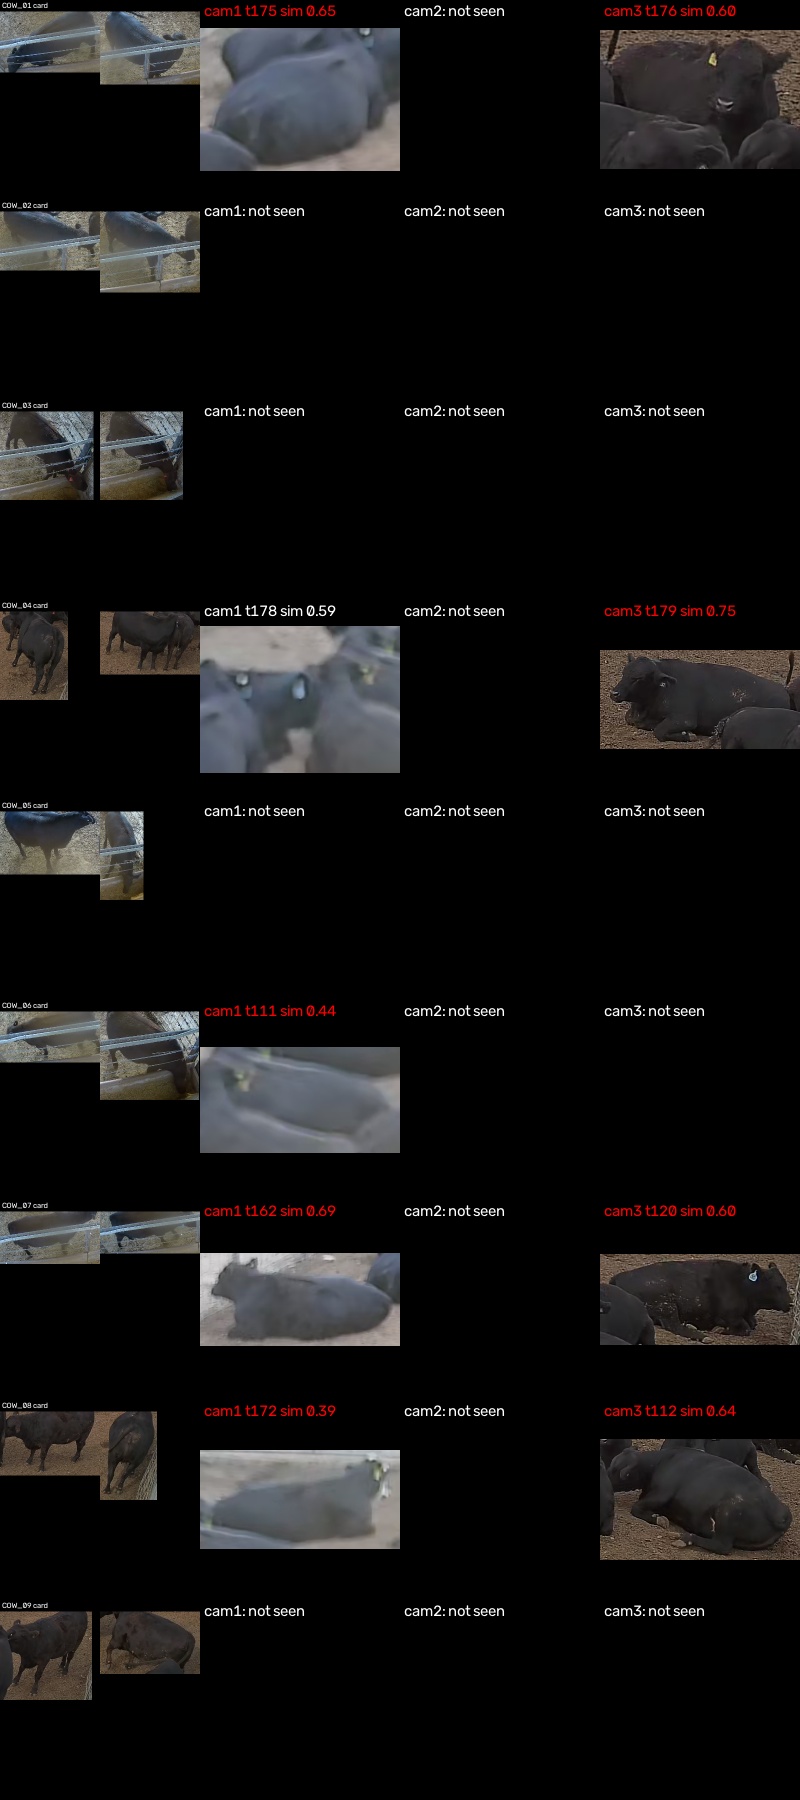 COW_01 card
cam1 t175 sim 0.65
cam2: not seen
cam3 t176 sim 0.60
COW_02 card
cam1: not seen
cam2: not seen
cam3: not seen
COW_03 card
cam1: not seen
cam2: not seen
cam3: not seen
COW_04 card
cam1 t178 sim 0.59
cam2: not seen
cam3 t179 sim 0.75
COW_05 card
cam1: not seen
cam2: not seen
cam3: not seen
COW_06 card
cam1 t111 sim 0.44
cam2: not seen
cam3: not seen
COW_07 card
cam1 t162 sim 0.69
cam2: not seen
cam3 t120 sim 0.60
COW_08 card
cam1 t172 sim 0.39
cam2: not seen
cam3 t112 sim 0.64
COW_09 card
cam1: not seen
cam2: not seen
cam3: not seen